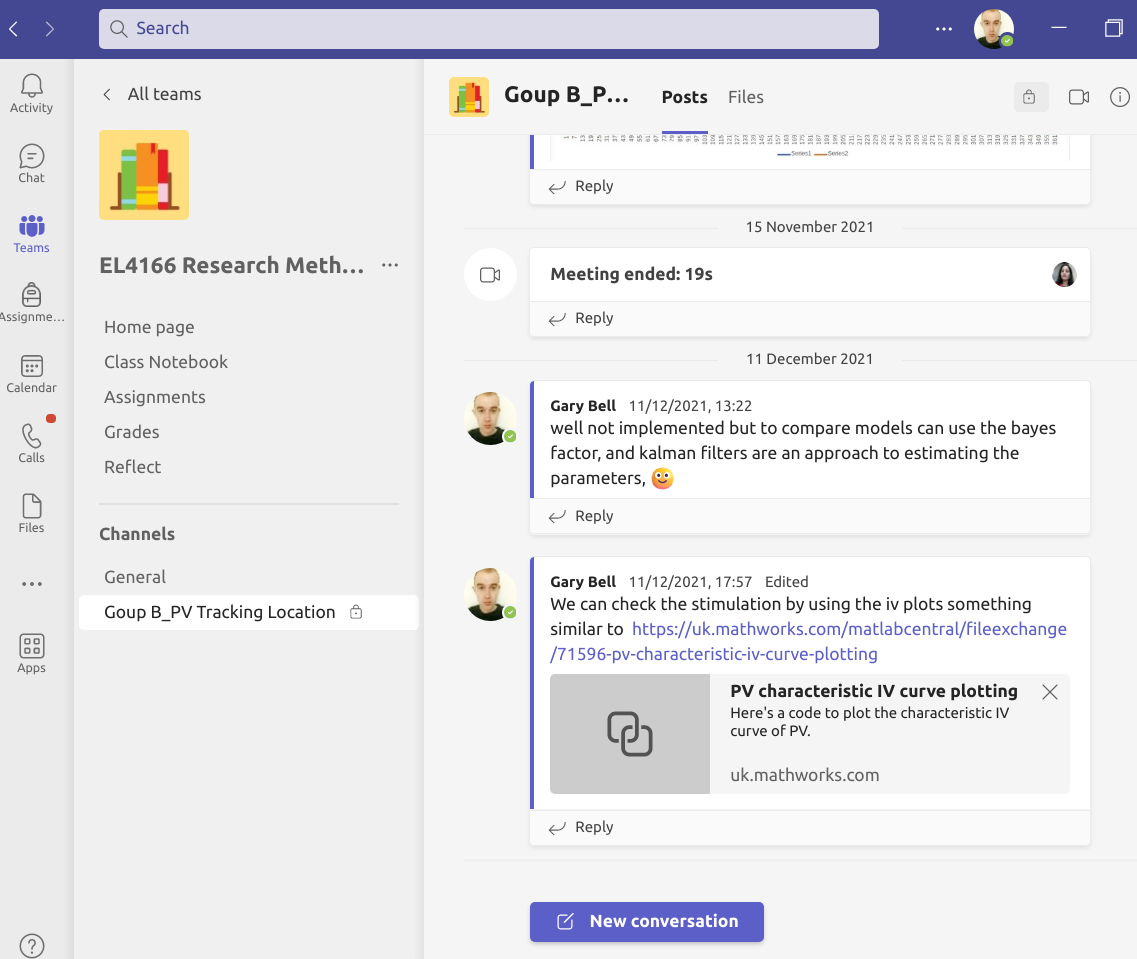 Search
Activity
Chat
Teams
Assignme...
Calendar
Calls
Files
Apps
All teams
EL4166 Research Meth...
Home page
Class Notebook
Assignments
Grades
Reflect
Channels
General
Goup B_PV Tracking Location
Goup B_P...
Posts
Files
Series1 Series2
Reply
15 November 2021
Meeting ended: 19s
Reply
11 December 2021
Gary Bell 11/12/2021, 13:22
well not implemented but to compare models can use the bayes
factor, and kalman filters are an approach to estimating the
parameters,
Reply
Gary Bell 11/12/2021, 17:57 Edited
We can check the stimulation by using the iv plots something
similar to https://uk.mathworks.com/matlabcentral/fileexchange
/71596-pv-characteristic-iv-curve-plotting
PV characteristic IV curve plotting
Here's a code to plot the characteristic IV
curve of PV.
uk.mathworks.com
Reply
New conversation